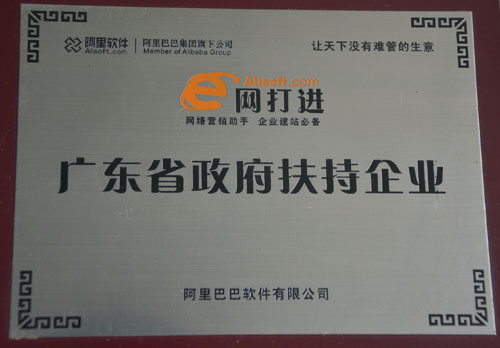 阿里软件 阿里巴巴集团旗下公司 让天下没有难管的生意
Alisoft.com Member of Alibaba Group
Alisoft.com
e网打进
网络营销助手 企业建站必备
广东省政府扶持企业
阿里巴巴软件有限公司